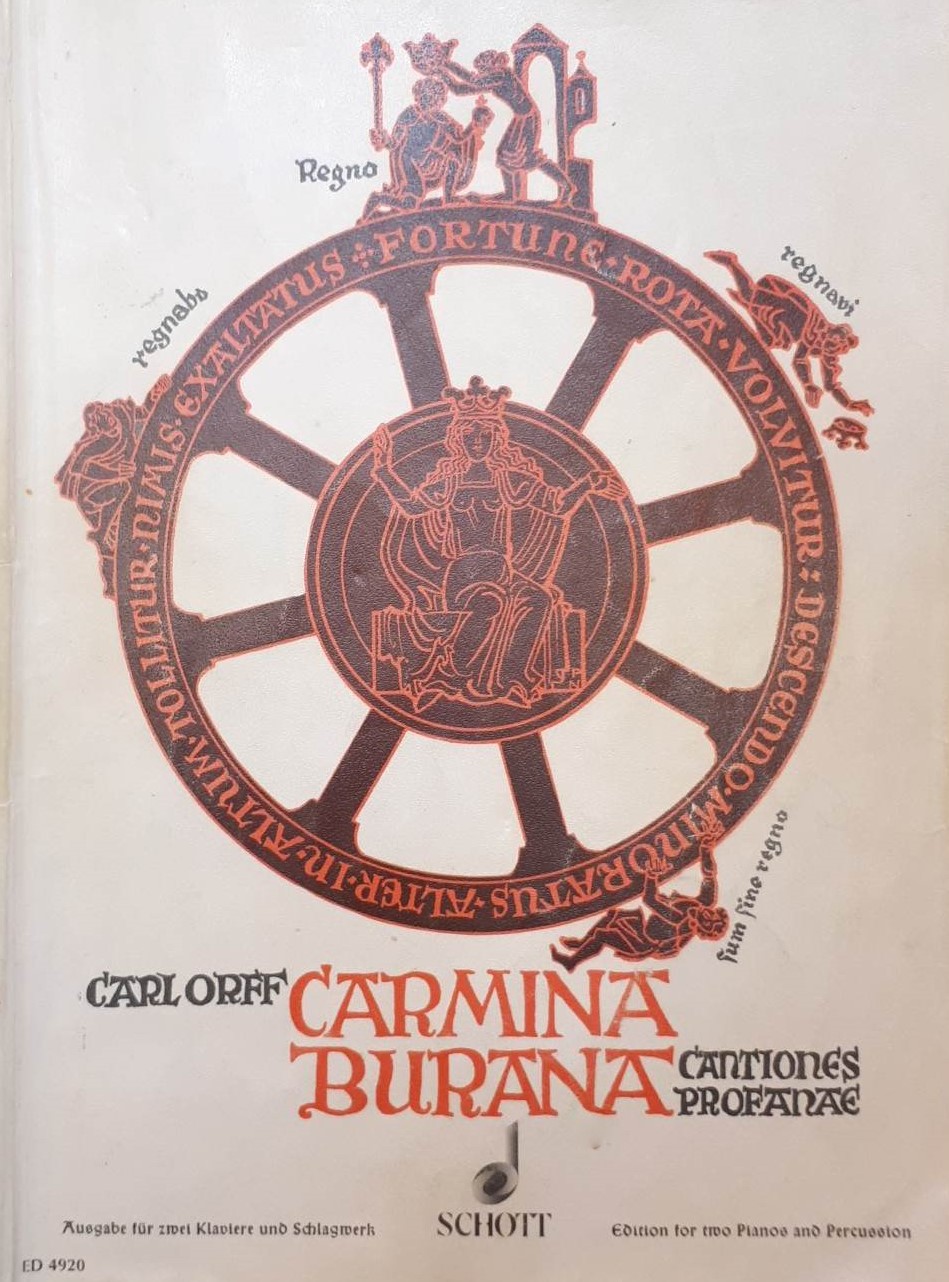 Regno
regnabo
regnavi
FORTUNE·ROTA·VOLVITUR:DESCENDO·MINORATUS·ALTER·IN·ALTUM·TOLLITUR·NIMIS·EXALTATUS
sum sine regno
CARL ORFF CARMINA
BURANA CANTIONES
PROFANAE
SCHOTT
Ausgabe für zwei Klaviere und Schlagwerk Edition for two Pianos and Percussion
ED 4920